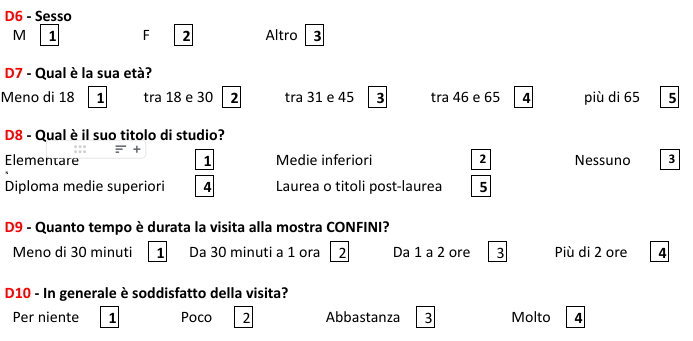 D6 - Sesso
M 1 F 2 Altro 3
D7 - Qual è la sua età?
Meno di 18 1 tra 18 e 30 2 tra 31 e 45 3 tra 46 e 65 4 più di 65 5
D8 - Qual è il suo titolo di studio?
Elementare 1 Medie inferiori 2 Nessuno 3
Diploma medie superiori 4 Laurea o titoli post-laurea 5
D9 - Quanto tempo è durata la visita alla mostra CONFINI?
Meno di 30 minuti 1 Da 30 minuti a 1 ora 2 Da 1 a 2 ore 3 Più di 2 ore 4
D10 - In generale è soddisfatto della visita?
Per niente 1 Poco 2 Abbastanza 3 Molto 4